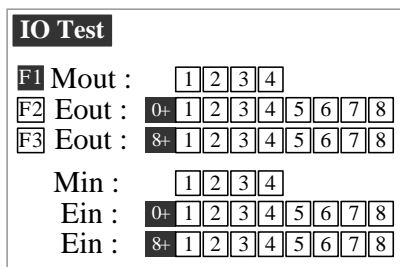 IO Test
F1 Mout : 1 2 3 4
F2 Eout : 0+ 1 2 3 4 5 6 7 8
F3 Eout : 8+ 1 2 3 4 5 6 7 8
Min : 1 2 3 4
Ein : 0+ 1 2 3 4 5 6 7 8
Ein : 8+ 1 2 3 4 5 6 7 8